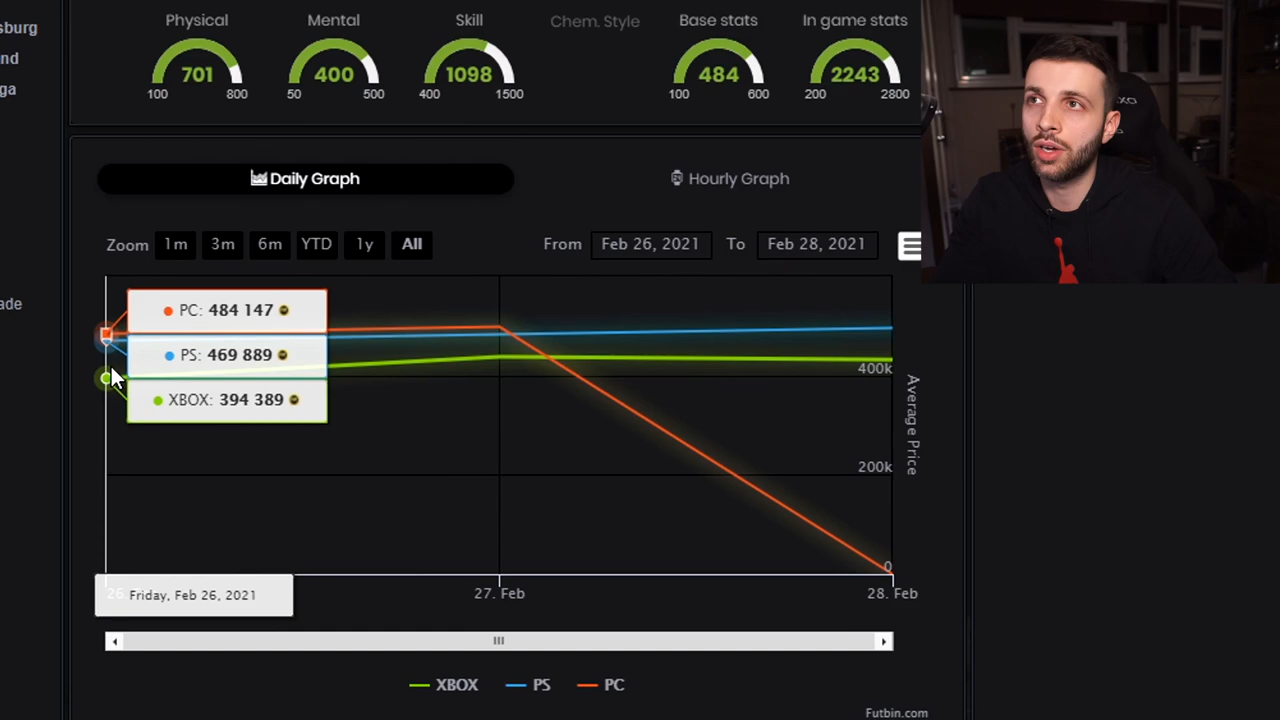 sburg
nd
ga
ade
Physical
701
100 800
Mental
400
50 500
Skill
1098
400 1500
Chem. Style
Base stats
484
100 600
In game stats
2243
200 2800
Daily Graph
Hourly Graph
Zoom 1m 3m 6m YTD 1y All
From Feb 26, 2021 To Feb 28, 2021
PC: 484 147
PS: 469 889
XBOX: 394 389
400k
200k
0
Average Price
26
Friday, Feb 26, 2021
27. Feb
28. Feb
XBOX PS PC
Futbin.com